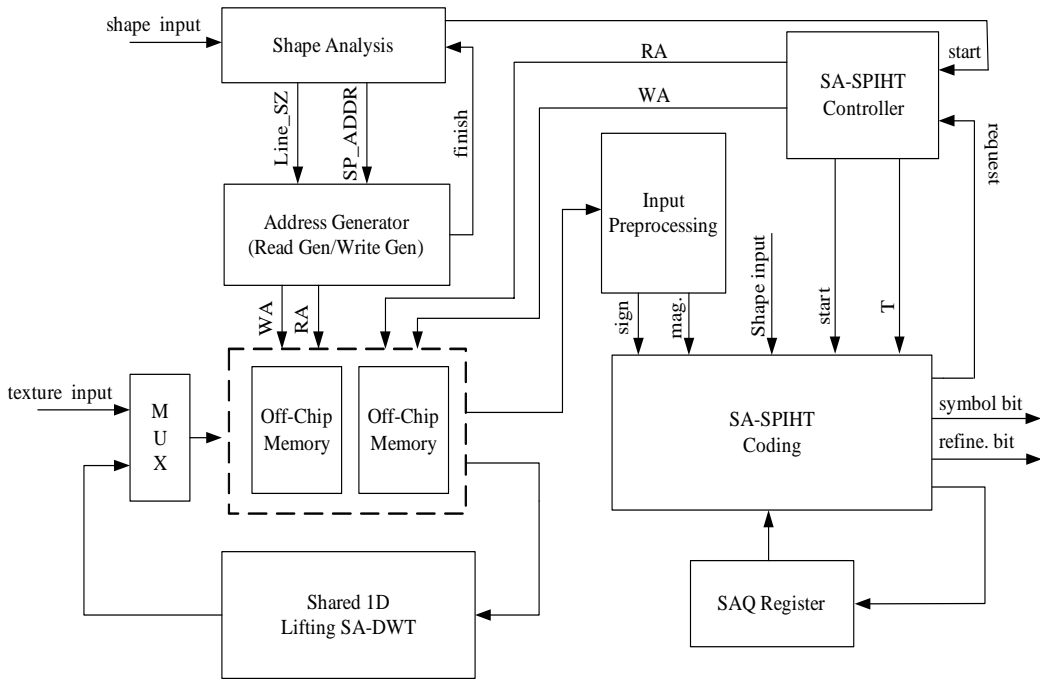 shape input
Shape Analysis
RA
WA
SA-SPIHT
Controller
start
Line_SZ
SP_ADDR
finish
request
Address Generator
(Read Gen/Write Gen)
Input
Preprocessing
WA
RA
sign
mag.
Shape input
start
T
texture input
M
U
X
Off-Chip
Memory
Off-Chip
Memory
SA-SPIHT
Coding
symbol bit
refine. bit
Shared 1D
Lifting SA-DWT
SAQ Register